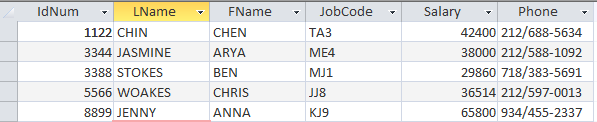 IdNum LName FName JobCode Salary Phone
1122 CHIN CHEN TA3 42400 212/688-5634
3344 JASMINE ARYA ME4 38000 212/588-1092
3388 STOKES BEN MJ1 29860 718/383-5691
5566 WOAKES CHRIS JJ8 36514 212/597-0013
8899 JENNY ANNA KJ9 65800 934/455-2337